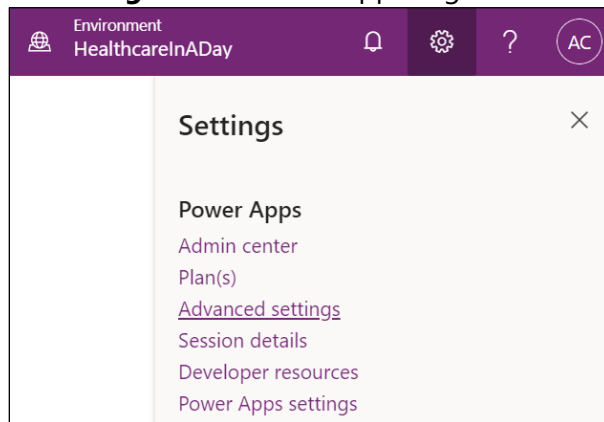 Environment
HealthcareInADay
?
AC
Settings
Power Apps
Admin center
Plan(s)
Advanced settings
Session details
Developer resources
Power Apps settings